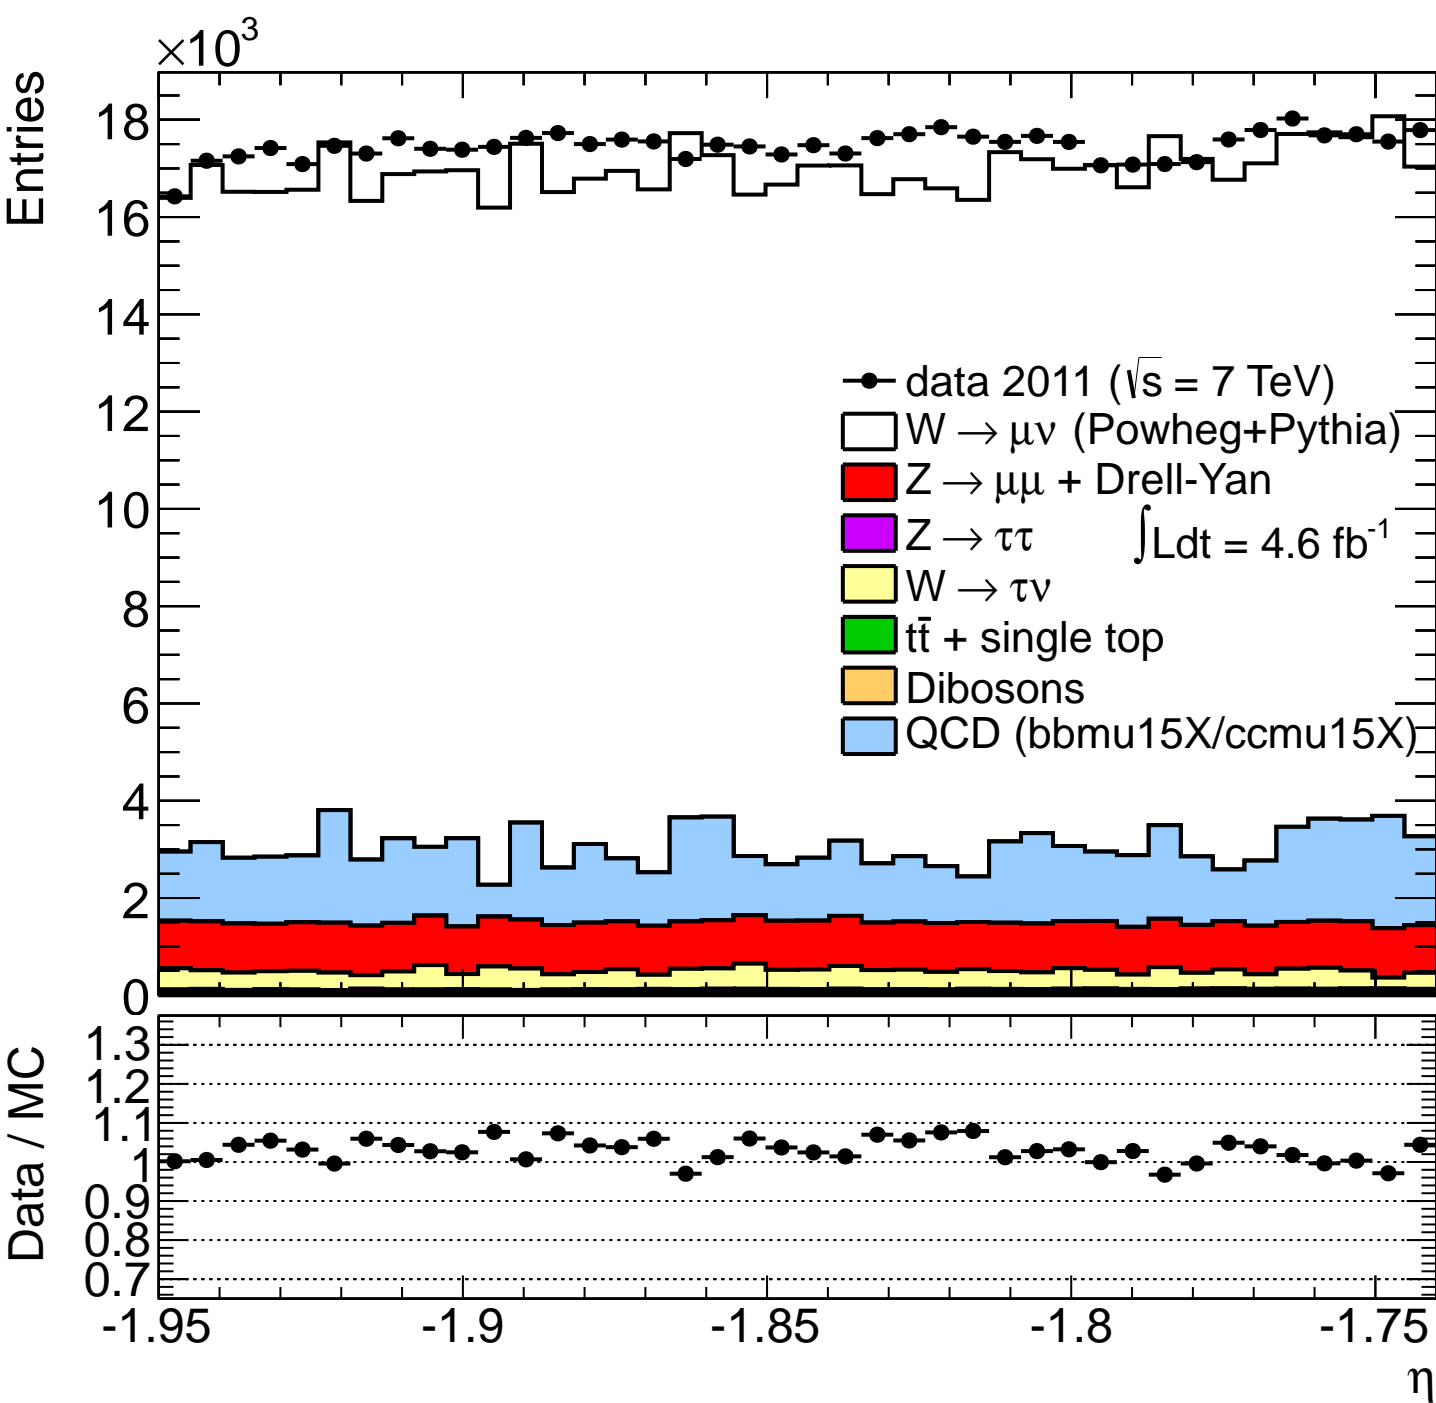 ×10³
Entries
18
16
14
12
10
8
6
4
2
0
data 2011 (√s = 7 TeV)
W → μν (Powheg+Pythia)
Z → μμ + Drell-Yan
Z → ττ
∫Ldt = 4.6 fb⁻¹
W → τν
tt̄ + single top
Dibosons
QCD (bbmu15X/ccmu15X)
Data / MC
1.3
1.2
1.1
1
0.9
0.8
0.7
-1.95 -1.9 -1.85 -1.8 -1.75
η